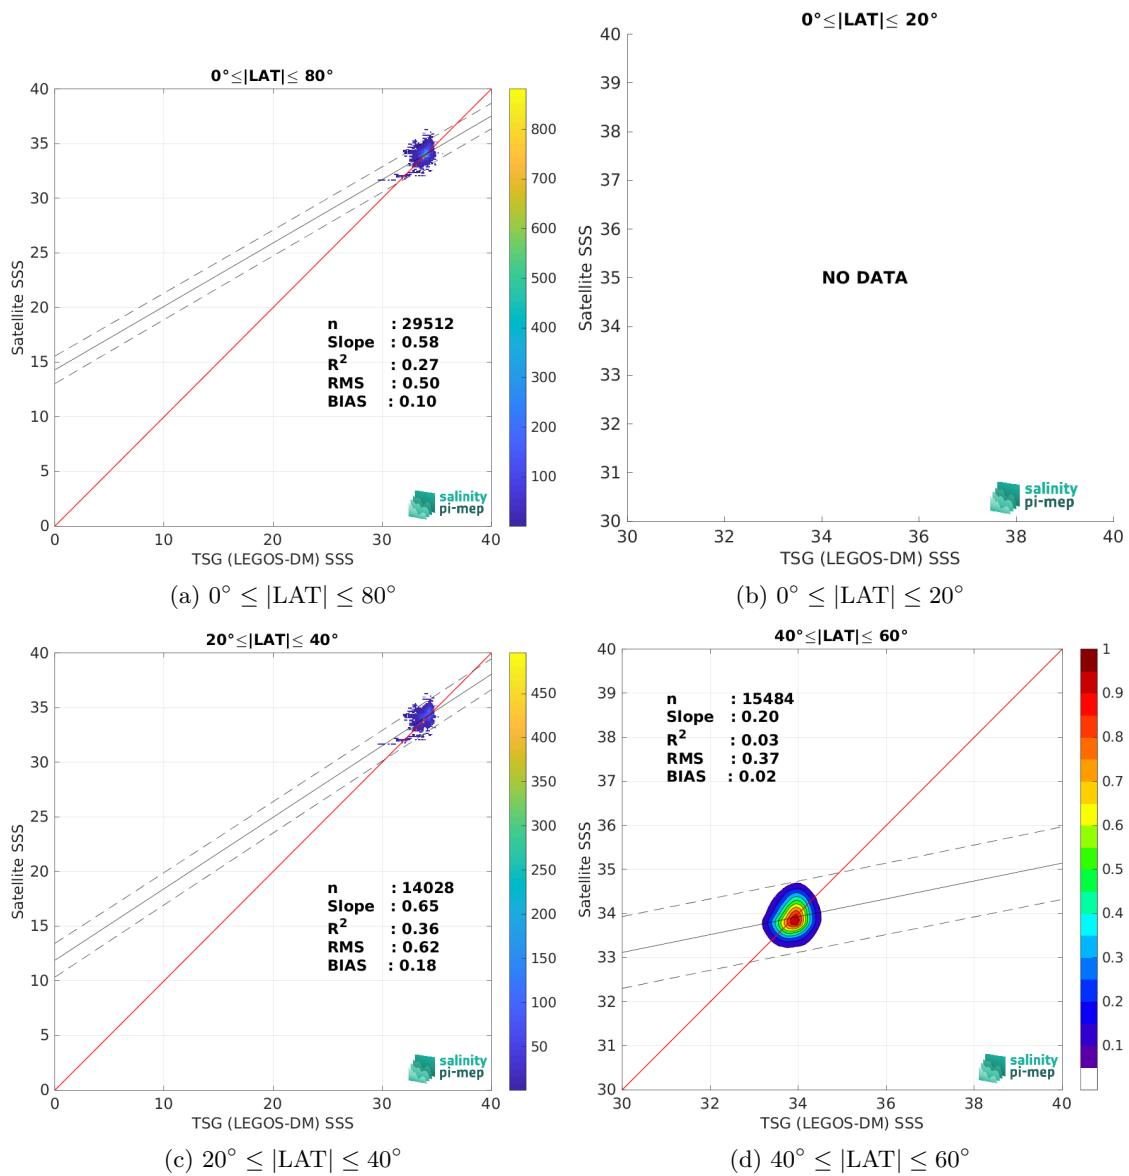 0°≤|LAT|≤ 80°
40
35
30
25
20
15
10
5
0
0
10
20
30
40
Satellite SSS
TSG (LEGOS-DM) SSS
n : 29512
Slope : 0.58
R² : 0.27
RMS : 0.50
BIAS : 0.10
salinity
pi-mep
800
700
600
500
400
300
200
100
(a) 0° ≤ |LAT| ≤ 80°
0°≤|LAT|≤ 20°
40
39
38
37
36
35
34
33
32
31
30
30
32
34
36
38
40
Satellite SSS
TSG (LEGOS-DM) SSS
NO DATA
salinity
pi-mep
(b) 0° ≤ |LAT| ≤ 20°
20°≤|LAT|≤ 40°
40
35
30
25
20
15
10
5
0
0
10
20
30
40
Satellite SSS
TSG (LEGOS-DM) SSS
n : 14028
Slope : 0.65
R² : 0.36
RMS : 0.62
BIAS : 0.18
salinity
pi-mep
450
400
350
300
250
200
150
100
50
(c) 20° ≤ |LAT| ≤ 40°
40°≤|LAT|≤ 60°
40
39
38
37
36
35
34
33
32
31
30
30
32
34
36
38
40
Satellite SSS
TSG (LEGOS-DM) SSS
n : 15484
Slope : 0.20
R² : 0.03
RMS : 0.37
BIAS : 0.02
salinity
pi-mep
1
0.9
0.8
0.7
0.6
0.5
0.4
0.3
0.2
0.1
(d) 40° ≤ |LAT| ≤ 60°